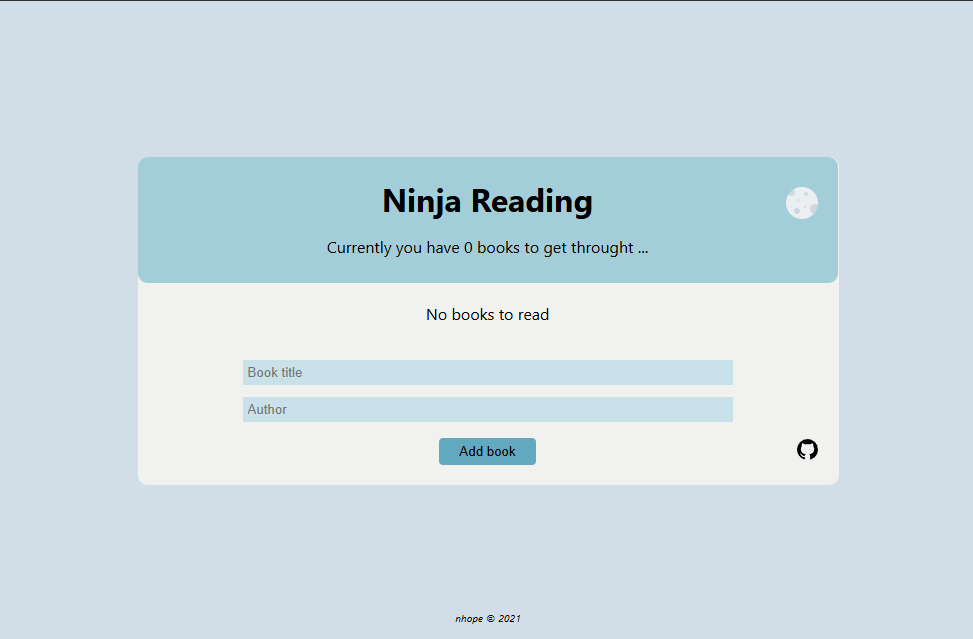 Ninja Reading
Currently you have 0 books to get throught ...
No books to read
Book title
Author
Add book
nhope © 2021